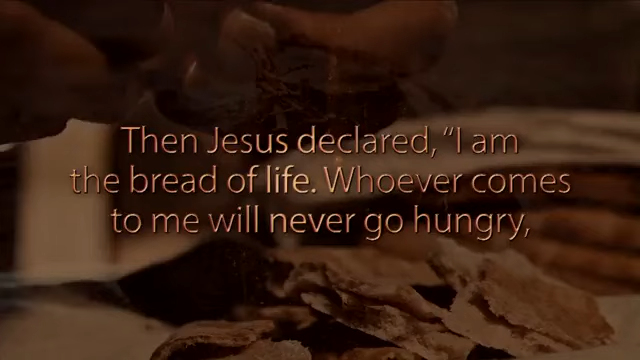 Then Jesus declared, “I am
the bread of life. Whoever comes
to me will never go hungry,